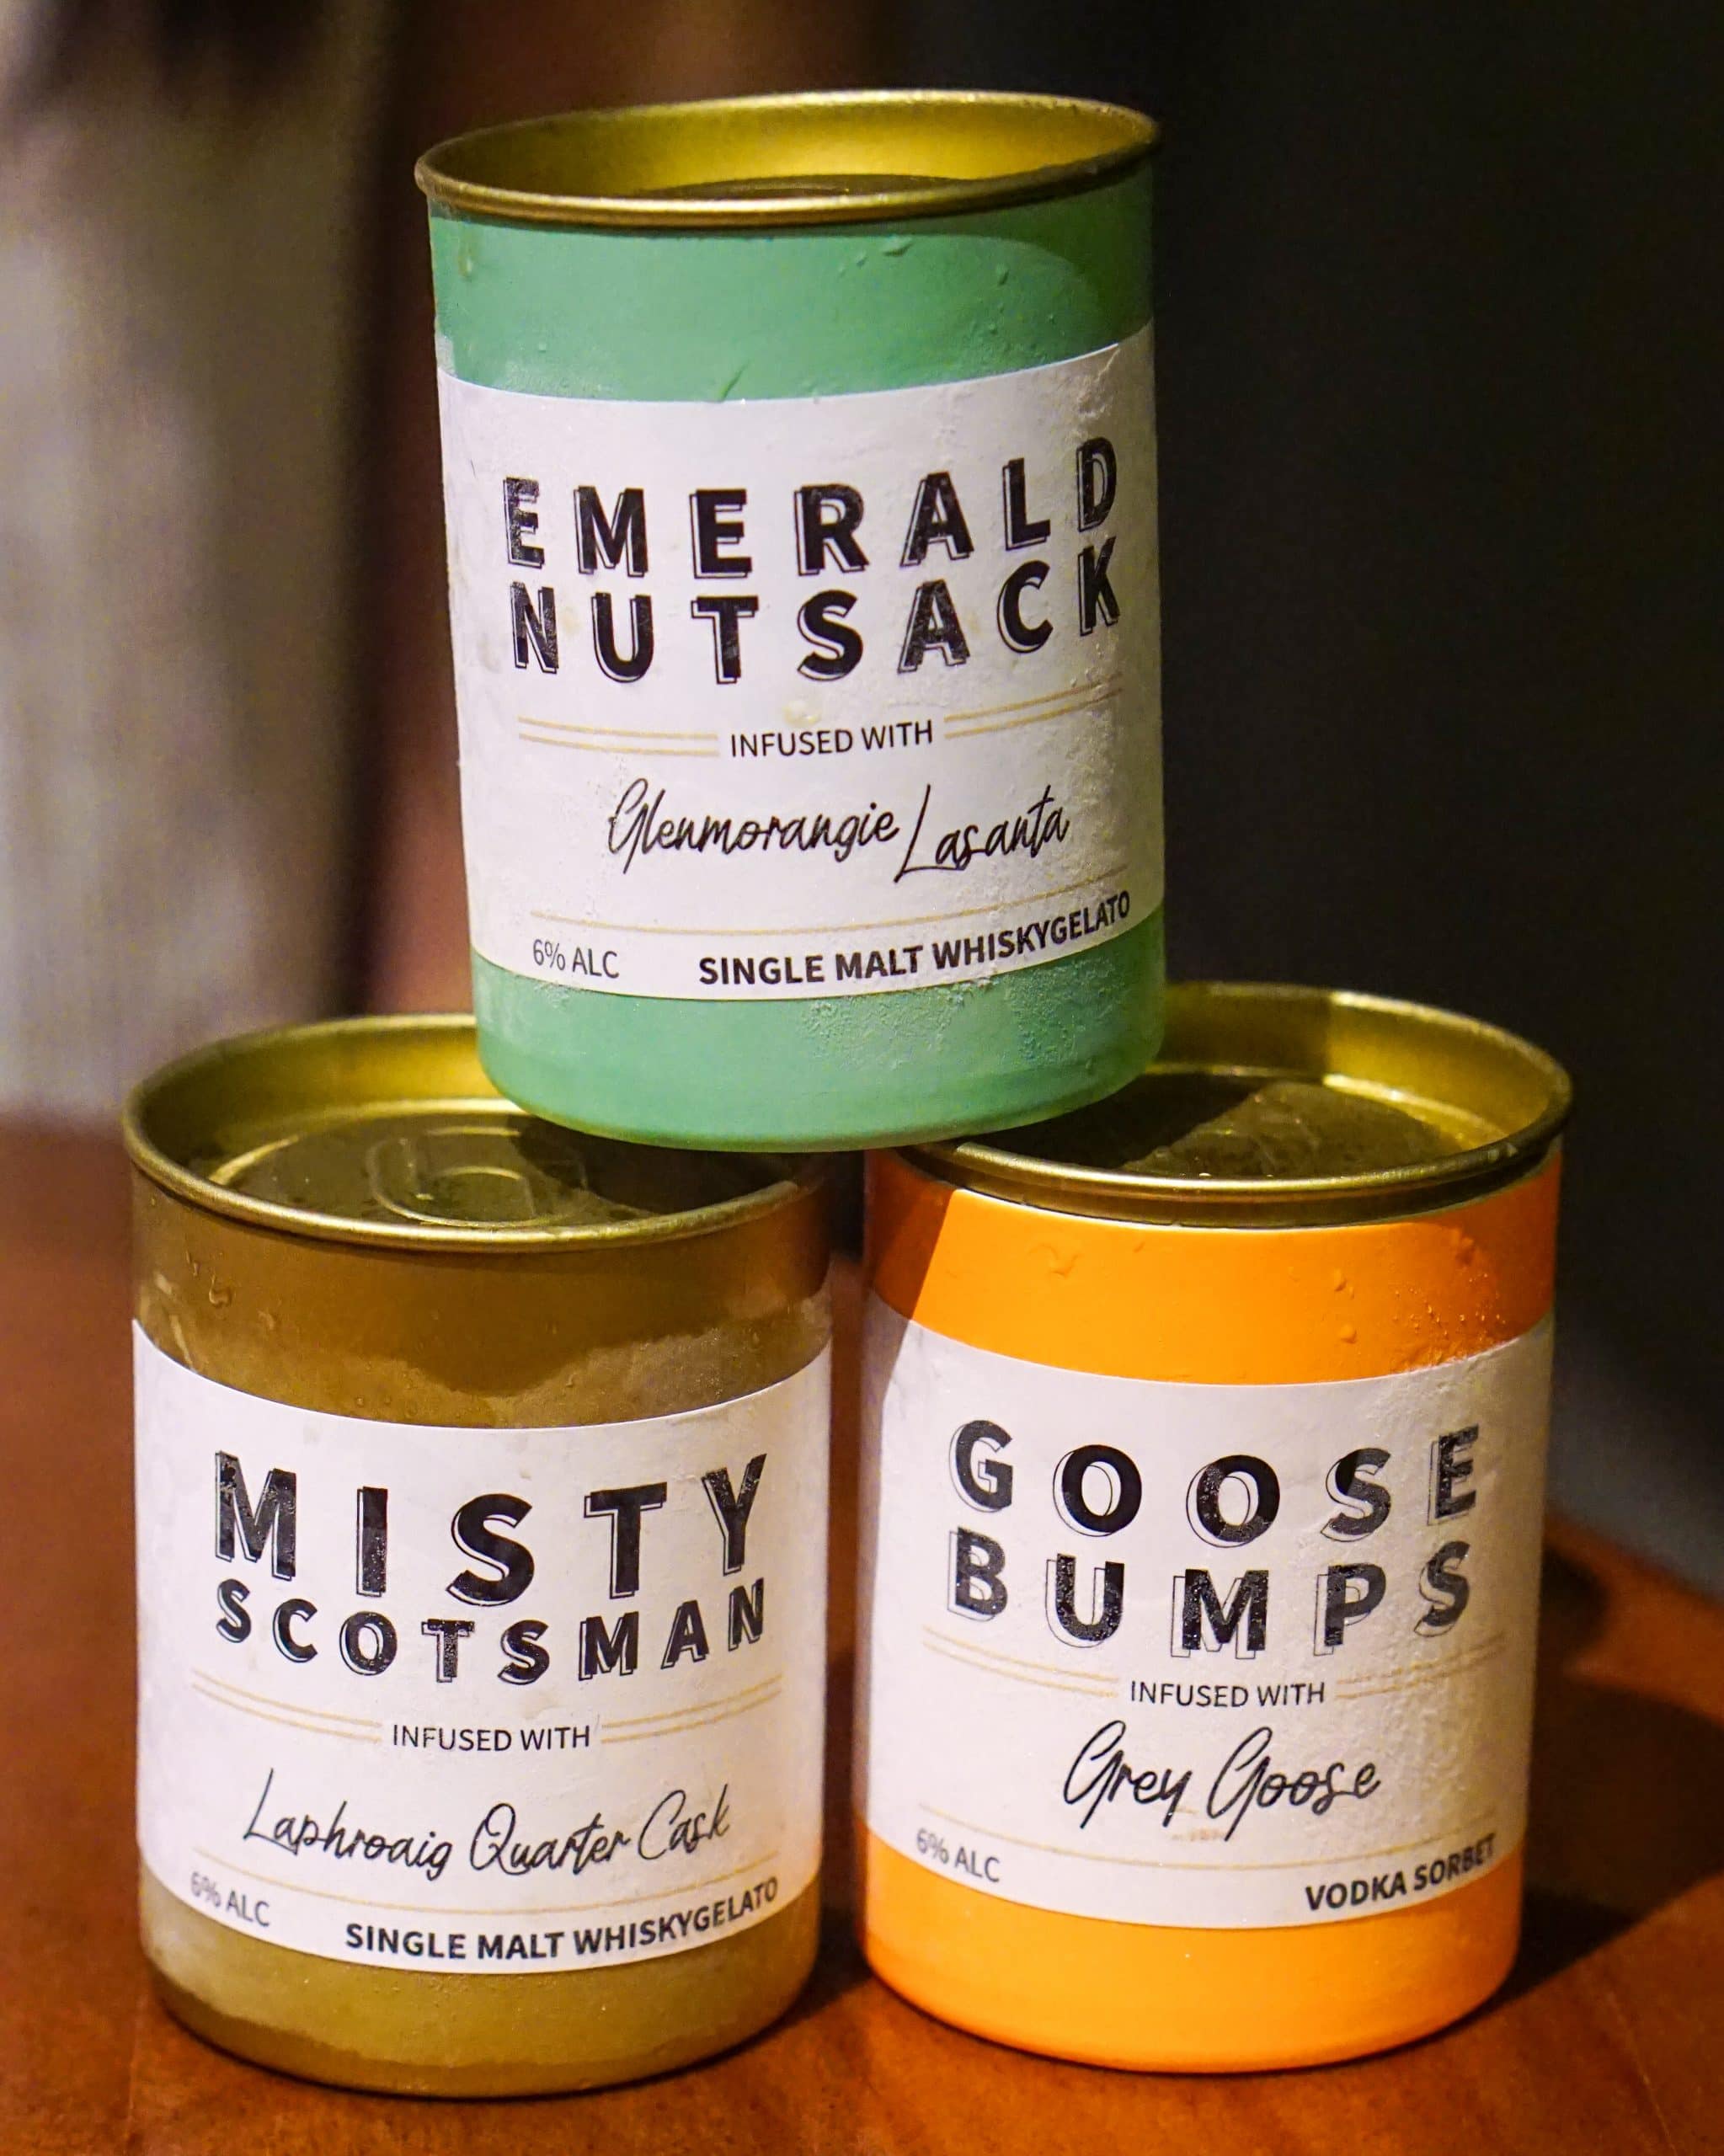 EMERALD
NUTSACK
INFUSED WITH
Glenmorangie Lasanta
6% ALC
SINGLE MALT WHISKYGELATO
MISTY
SCOTSMAN
INFUSED WITH
Laphroaig Quarter Cask
6% ALC
SINGLE MALT WHISKYGELATO
GOOSE
BUMPS
INFUSED WITH
Grey Goose
6% ALC
VODKA SORBET